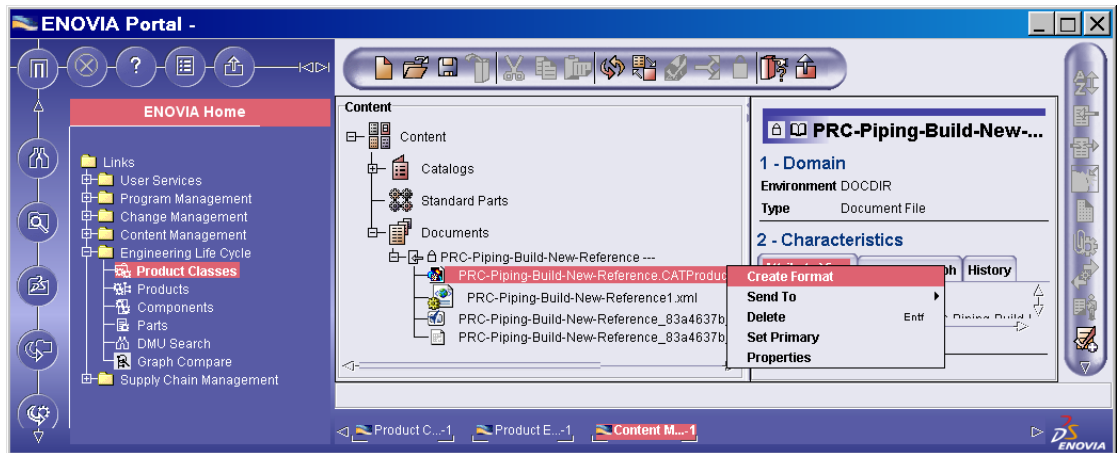 ENOVIA Portal -
ENOVIA Home
Links
User Services
Program Management
Change Management
Content Management
Engineering Life Cycle
Product Classes
Products
Components
Parts
DMU Search
Graph Compare
Supply Chain Management
Content
Content
Catalogs
Standard Parts
Documents
PRC-Piping-Build-New-Reference ---
PRC-Piping-Build-New-Reference.CATProduc
PRC-Piping-Build-New-Reference1.xml
PRC-Piping-Build-New-Reference_83a4637b
PRC-Piping-Build-New-Reference_83a4637b
Create Format
Send To
Delete Entf
Set Primary
Properties
PRC-Piping-Build-New-...
1 - Domain
Environment DOCDIR
Type Document File
2 - Characteristics
History
Product C...-1
Product E...-1
Content M...-1
ENOVIA